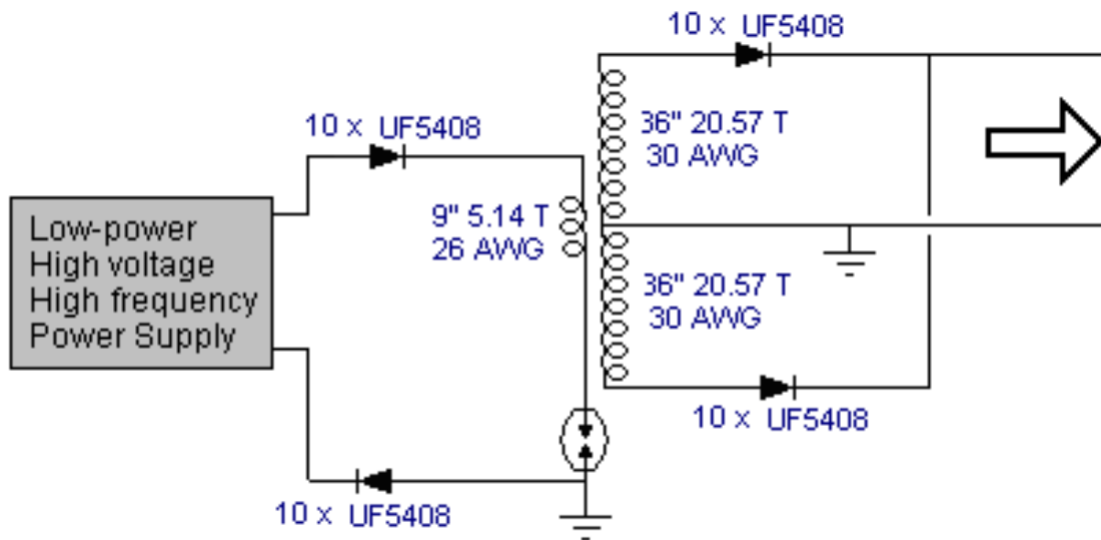 10 x UF5408
10 x UF5408
36" 20.57 T
30 AWG
9" 5.14 T
26 AWG
Low-power
High voltage
High frequency
Power Supply
36" 20.57 T
30 AWG
10 x UF5408
10 x UF5408